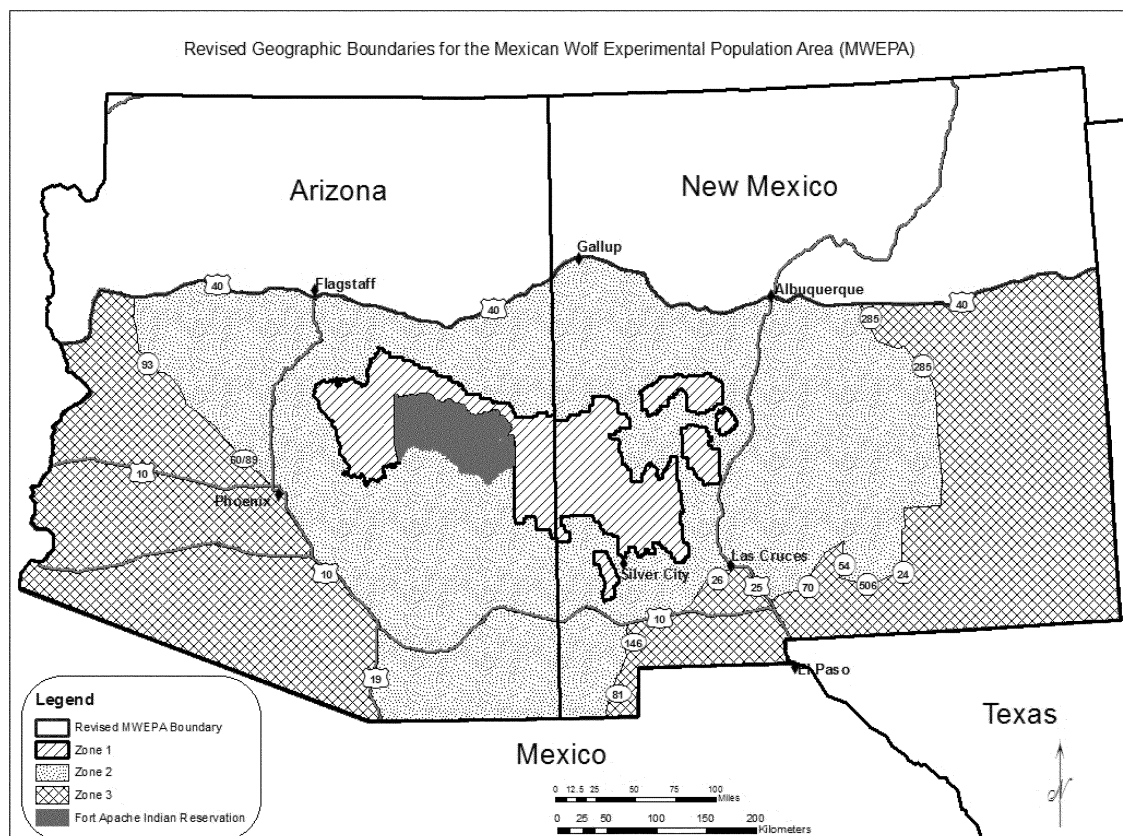 Revised Geographic Boundaries for the Mexican Wolf Experimental Population Area (MWEPA)
Arizona
New Mexico
Gallup
Flagstaff
Albuquerque
40
40
40
285
93
285
60/89
10
Phoenix
Las Cruces
Silver City
10
26
25
70
54
506
24
10
146
19
81
El Paso
Texas
Mexico
Legend
Revised MWEPA Boundary
Zone 1
Zone 2
Zone 3
Fort Apache Indian Reservation
0 12.5 25 50 75 100
Miles
0 25 50 100 150 200
Kilometers
N